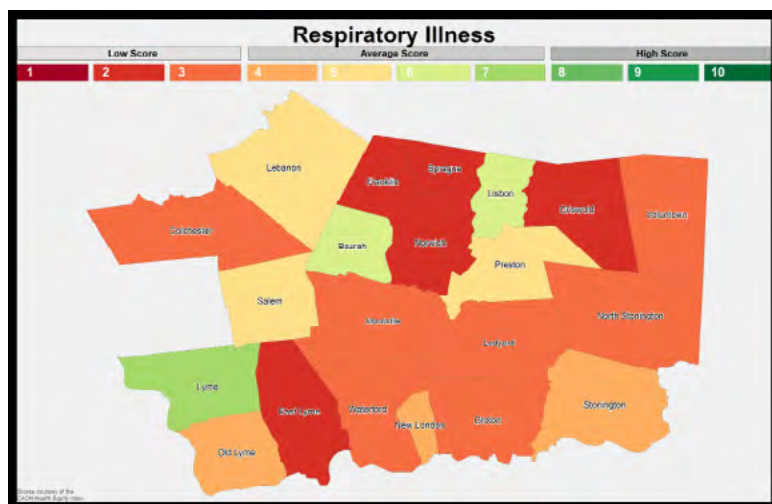 Respiratory Illness
Low Score Average Score High Score
1 2 3 4 5 6 7 8 9 10
Lebanon
Franklin
Sprague
Lisbon
Griswold
Colchester
Bozrah
Norwich
Preston
Salem
North Stonington
Ledyard
Lyme
East Lyme
Waterford
New London
Groton
Stonington
Old Lyme